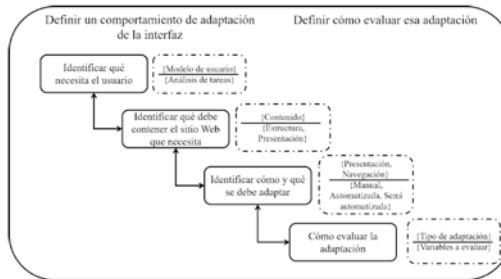 Definir un comportamiento de adaptación
de la interfaz
Definir cómo evaluar esa adaptación
Identificar qué
necesita el usuario
{Modelo de usuario}
{Análisis de tareas}
Identificar qué debe
contener el sitio Web
que necesita
{Contenido}
{Estructura,
Presentación}
Identificar cómo y qué
se debe adaptar
{Presentación,
Navegación}
{Manual,
Automatizada, Semi
automatizada}
Cómo evaluar la
adaptación
{Tipo de adaptación}
{Variables a evaluar}